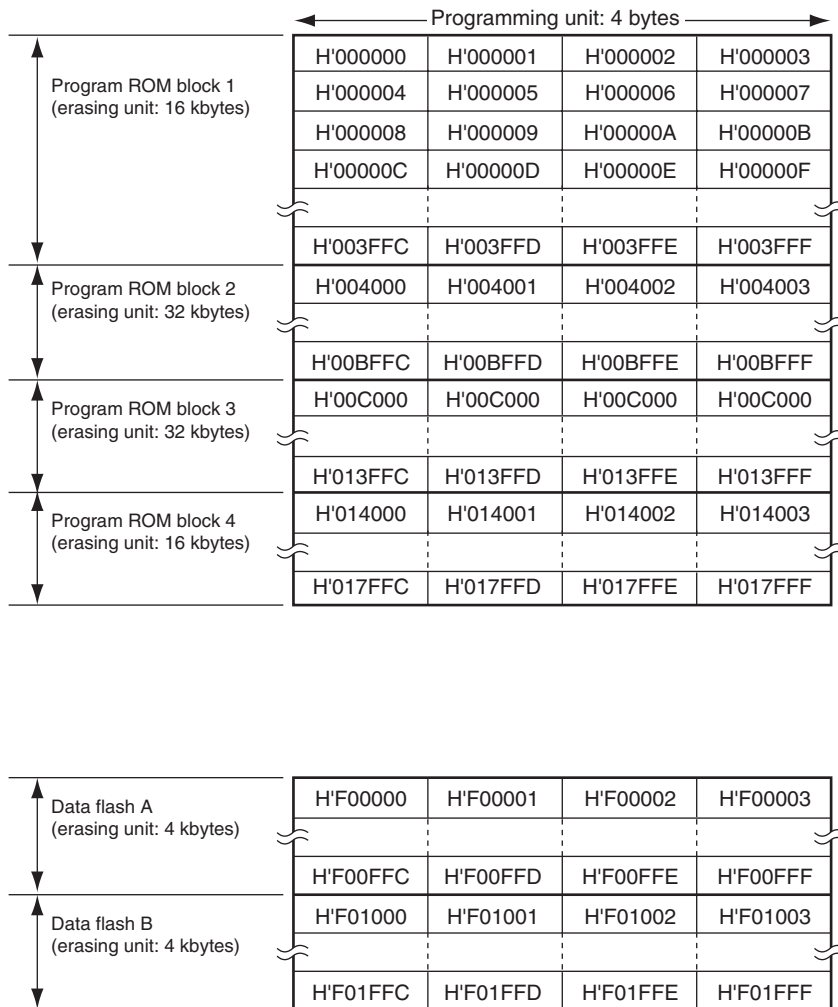 Programming unit: 4 bytes
Program ROM block 1
(erasing unit: 16 kbytes)
H'000000 H'000001 H'000002 H'000003
H'000004 H'000005 H'000006 H'000007
H'000008 H'000009 H'00000A H'00000B
H'00000C H'00000D H'00000E H'00000F
H'003FFC H'003FFD H'003FFE H'003FFF
Program ROM block 2
(erasing unit: 32 kbytes)
H'004000 H'004001 H'004002 H'004003
H'00BFFC H'00BFFD H'00BFFE H'00BFFF
Program ROM block 3
(erasing unit: 32 kbytes)
H'00C000 H'00C000 H'00C000 H'00C000
H'013FFC H'013FFD H'013FFE H'013FFF
Program ROM block 4
(erasing unit: 16 kbytes)
H'014000 H'014001 H'014002 H'014003
H'017FFC H'017FFD H'017FFE H'017FFF
Data flash A
(erasing unit: 4 kbytes)
H'F00000 H'F00001 H'F00002 H'F00003
H'F00FFC H'F00FFD H'F00FFE H'F00FFF
Data flash B
(erasing unit: 4 kbytes)
H'F01000 H'F01001 H'F01002 H'F01003
H'F01FFC H'F01FFD H'F01FFE H'F01FFF